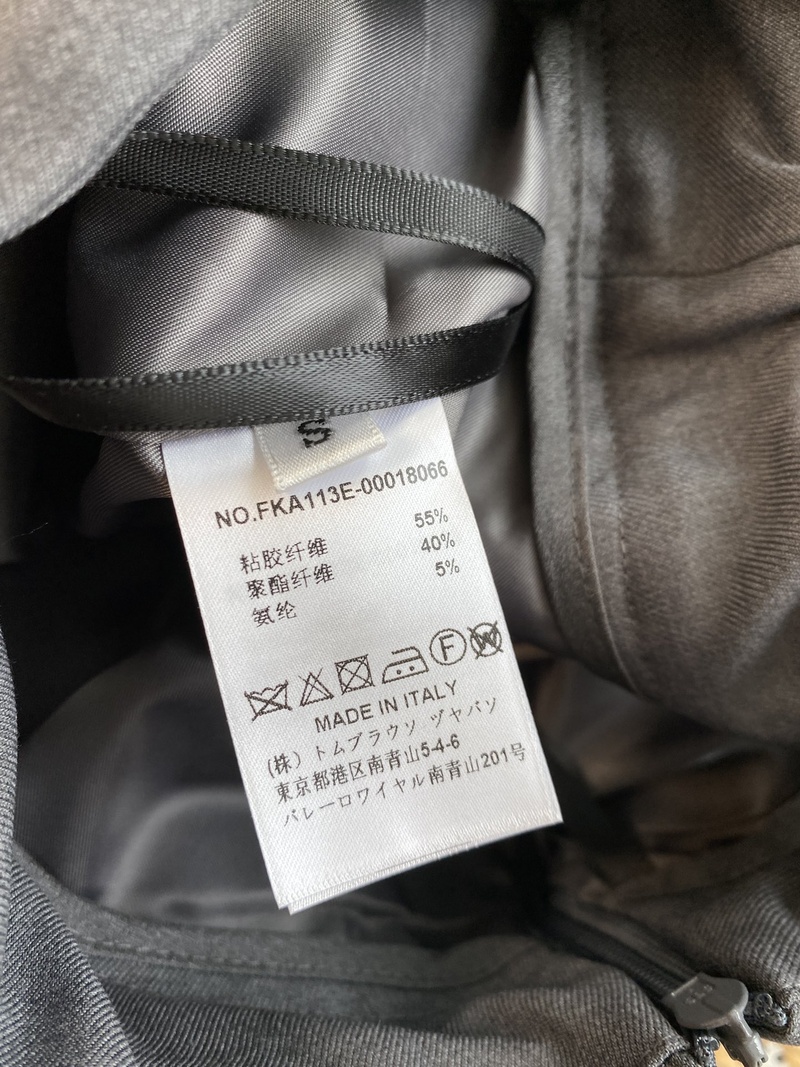 S
NO.FKA113E-00018066
粘胶纤维 55%
聚酯纤维 40%
氨纶 5%
F W
MADE IN ITALY
(株) トムブラウソ ヅャバソ
東京都港区南青山5-4-6
バレーロワイヤル南青山201号